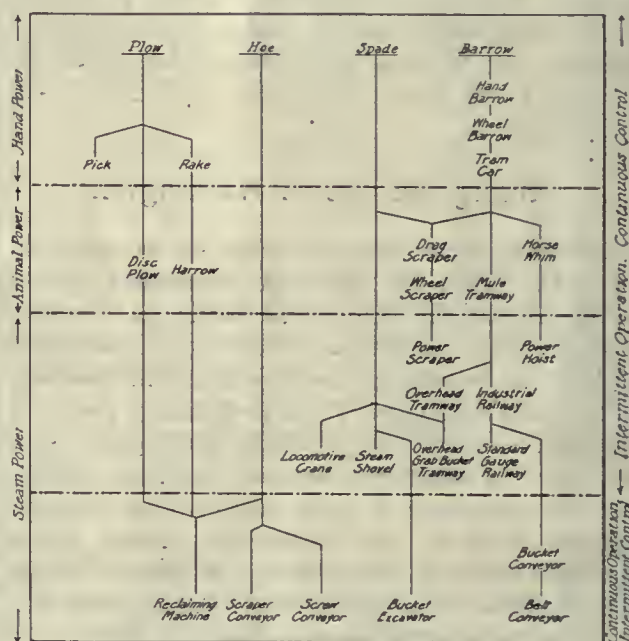 Plow
Hoe
Spade
Barrow
Hand
Barrow
Wheel
Barrow
Tram
Car
Pick
Rake
Disc
Plow
Harrow
Drag
Scraper
Wheel
Scraper
Mule
Tramway
Horse
Whim
Power
Scraper
Power
Hoist
Overhead
Tramway
Industrial
Railway
Locomotive
Crane
Steam
Shovel
Overhead
Grab Bucket
Tramway
Standard
Gauge
Railway
Bucket
Conveyor
Reclaiming
Machine
Scraper
Conveyor
Screw
Conveyor
Bucket
Excavator
Belt
Conveyor
Hand Power
Animal Power
Steam Power
Intermittent Operation. Continuous Control
Continuous Operation
Intermittent Control